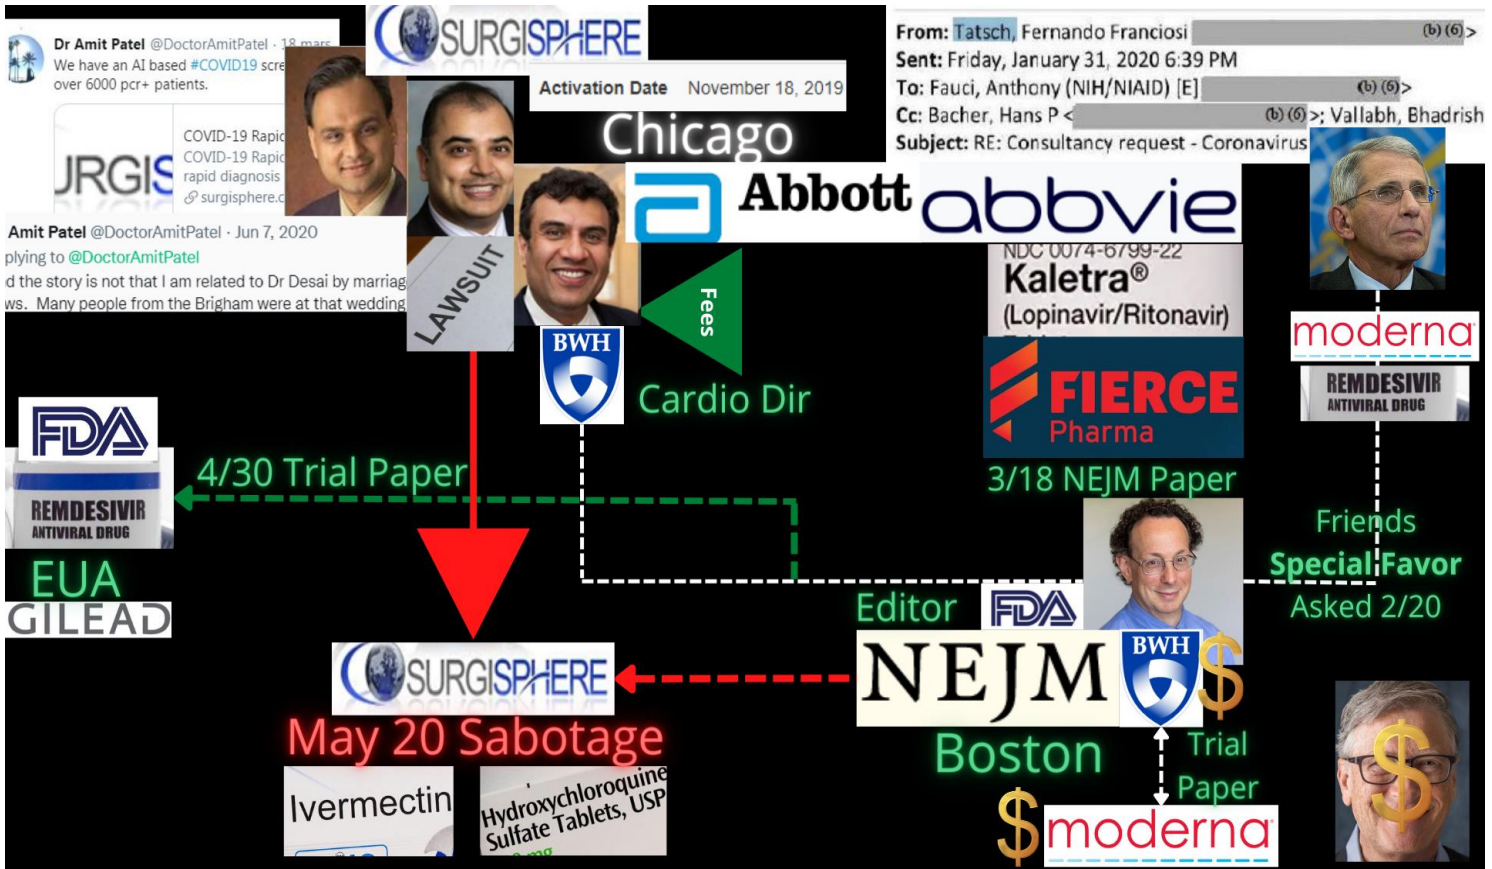 Dr Amit Patel @DoctorAmitPatel · 18 mars
We have an AI based #COVID19 scre
over 6000 pcr+ patients.
COVID-19 Rapid
COVID-19 Rapid
rapid diagnosis
surgisphere.c
URGIS
Amit Patel @DoctorAmitPatel · Jun 7, 2020
plying to @DoctorAmitPatel
d the story is not that I am related to Dr Desai by marriag
ws. Many people from the Brigham were at that wedding
SURGISPHERE
Activation Date November 18, 2019
Chicago
From: Tatsch, Fernando Franciosi (b) (6)>
Sent: Friday, January 31, 2020 6:39 PM
To: Fauci, Anthony (NIH/NIAID) [E] (b) (6)>
Cc: Bacher, Hans P < (b) (6)>; Vallabh, Bhadrish
Subject: RE: Consultancy request - Coronavirus
Abbott
abbvie
LAWSUIT
BWH
Fees
Cardio Dir
NDC 0074-6799-22
Kaletra®
(Lopinavir/Ritonavir)
FIERCE
Pharma
3/18 NEJM Paper
moderna
REMDESIVIR
ANTIVIRAL DRUG
FDA
4/30 Trial Paper
REMDESIVIR
ANTIVIRAL DRUG
EUA
GILEAD
Friends
Special Favor
Asked 2/20
Editor
FDA
NEJM
BWH
$
Boston
Trial
Paper
$
moderna
$
SURGISPHERE
May 20 Sabotage
Ivermectin
Hydroxychloroquine
Sulfate Tablets, USP